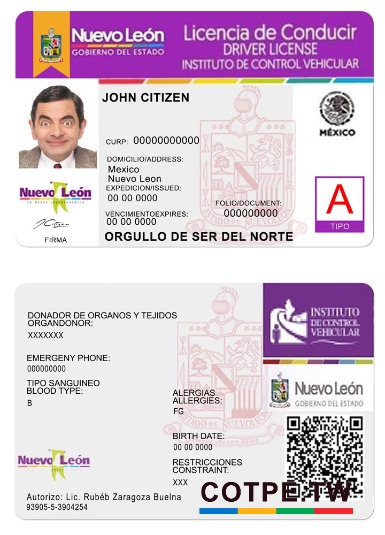 Nuevo León
GOBIERNO DEL ESTADO
Licencia de Conducir
DRIVER LICENSE
INSTITUTO DE CONTROL VEHICULAR
JOHN CITIZEN
CURP: 00000000000
DOMICILIO/ADDRESS:
Mexico
Nuevo Leon
EXPEDICION/ISSUED:
00 00 0000
VENCIMIENTO/EXPIRES:
00 00 0000
FOLIO/DOCUMENT:
000000000
MÉXICO
A
TIPO
Nuevo León
FIRMA
ORGULLO DE SER DEL NORTE
DONADOR DE ORGANOS Y TEJIDOS
ORGANDONOR:
XXXXXXX
EMERGENY PHONE:
000000000
TIPO SANGUINEO
BLOOD TYPE:
B
ALERGIAS
ALLERGIES:
FG
BIRTH DATE:
00 00 0000
RESTRICCIONES
CONSTRAINT:
XXX
INSTITUTO
DE CONTROL
VEHICULAR
Nuevo León
GOBIERNO DEL ESTADO
Nuevo León
Autorizo: Lic. Rubéb Zaragoza Buelna
93905-5-3904254
COTPE.TW